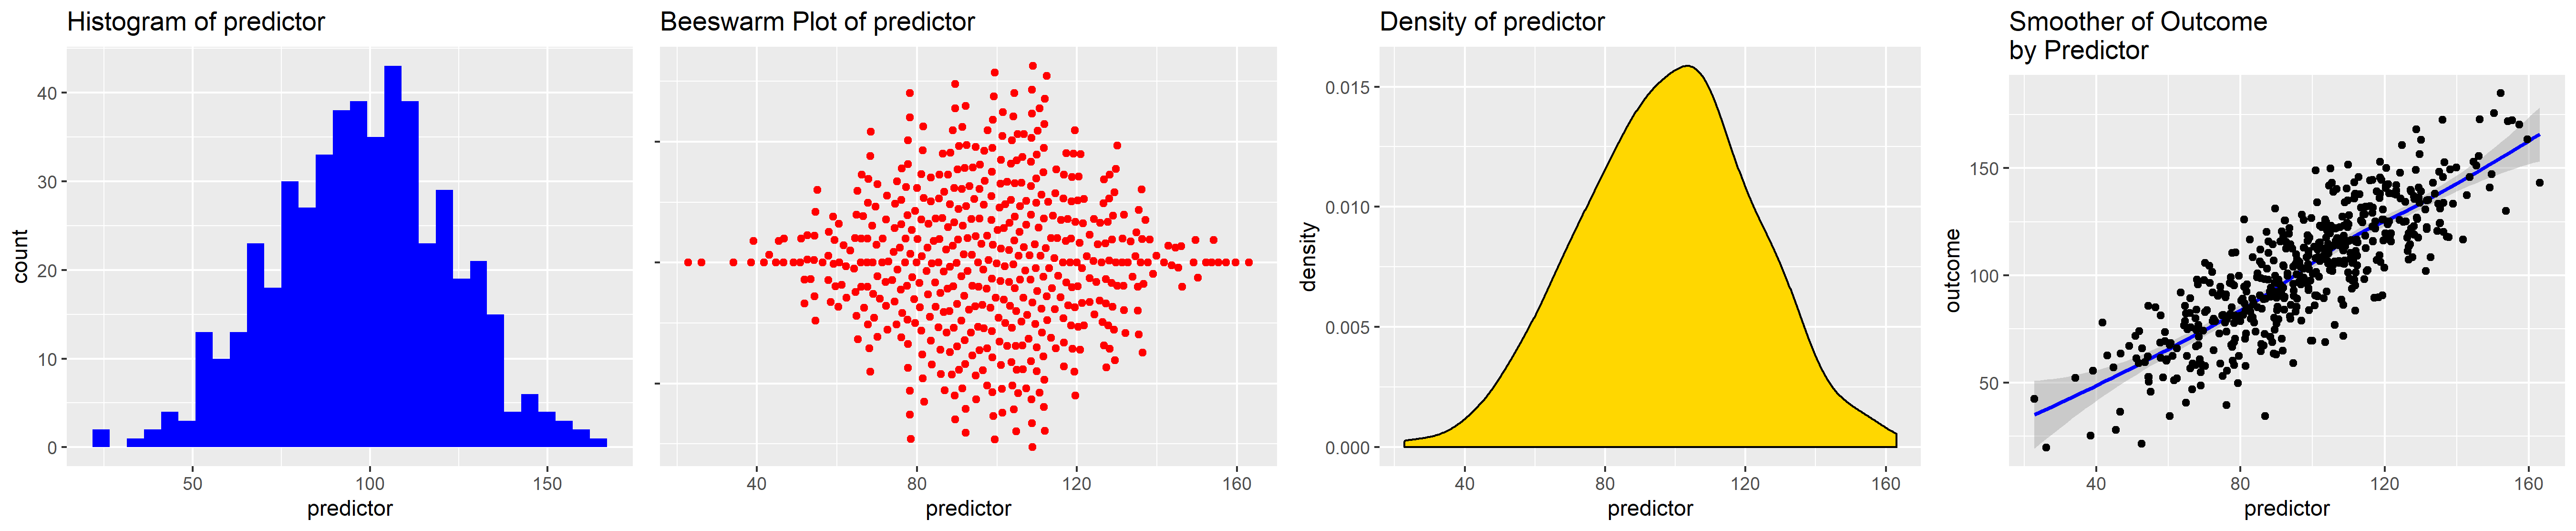 Histogram of predictor
count
40
30
20
10
0
50
100
150
predictor
Beeswarm Plot of predictor
40
80
120
160
predictor
Density of predictor
density
0.015
0.010
0.005
0.000
40
80
120
160
predictor
Smoother of Outcome
by Predictor
outcome
150
100
50
40
80
120
160
predictor